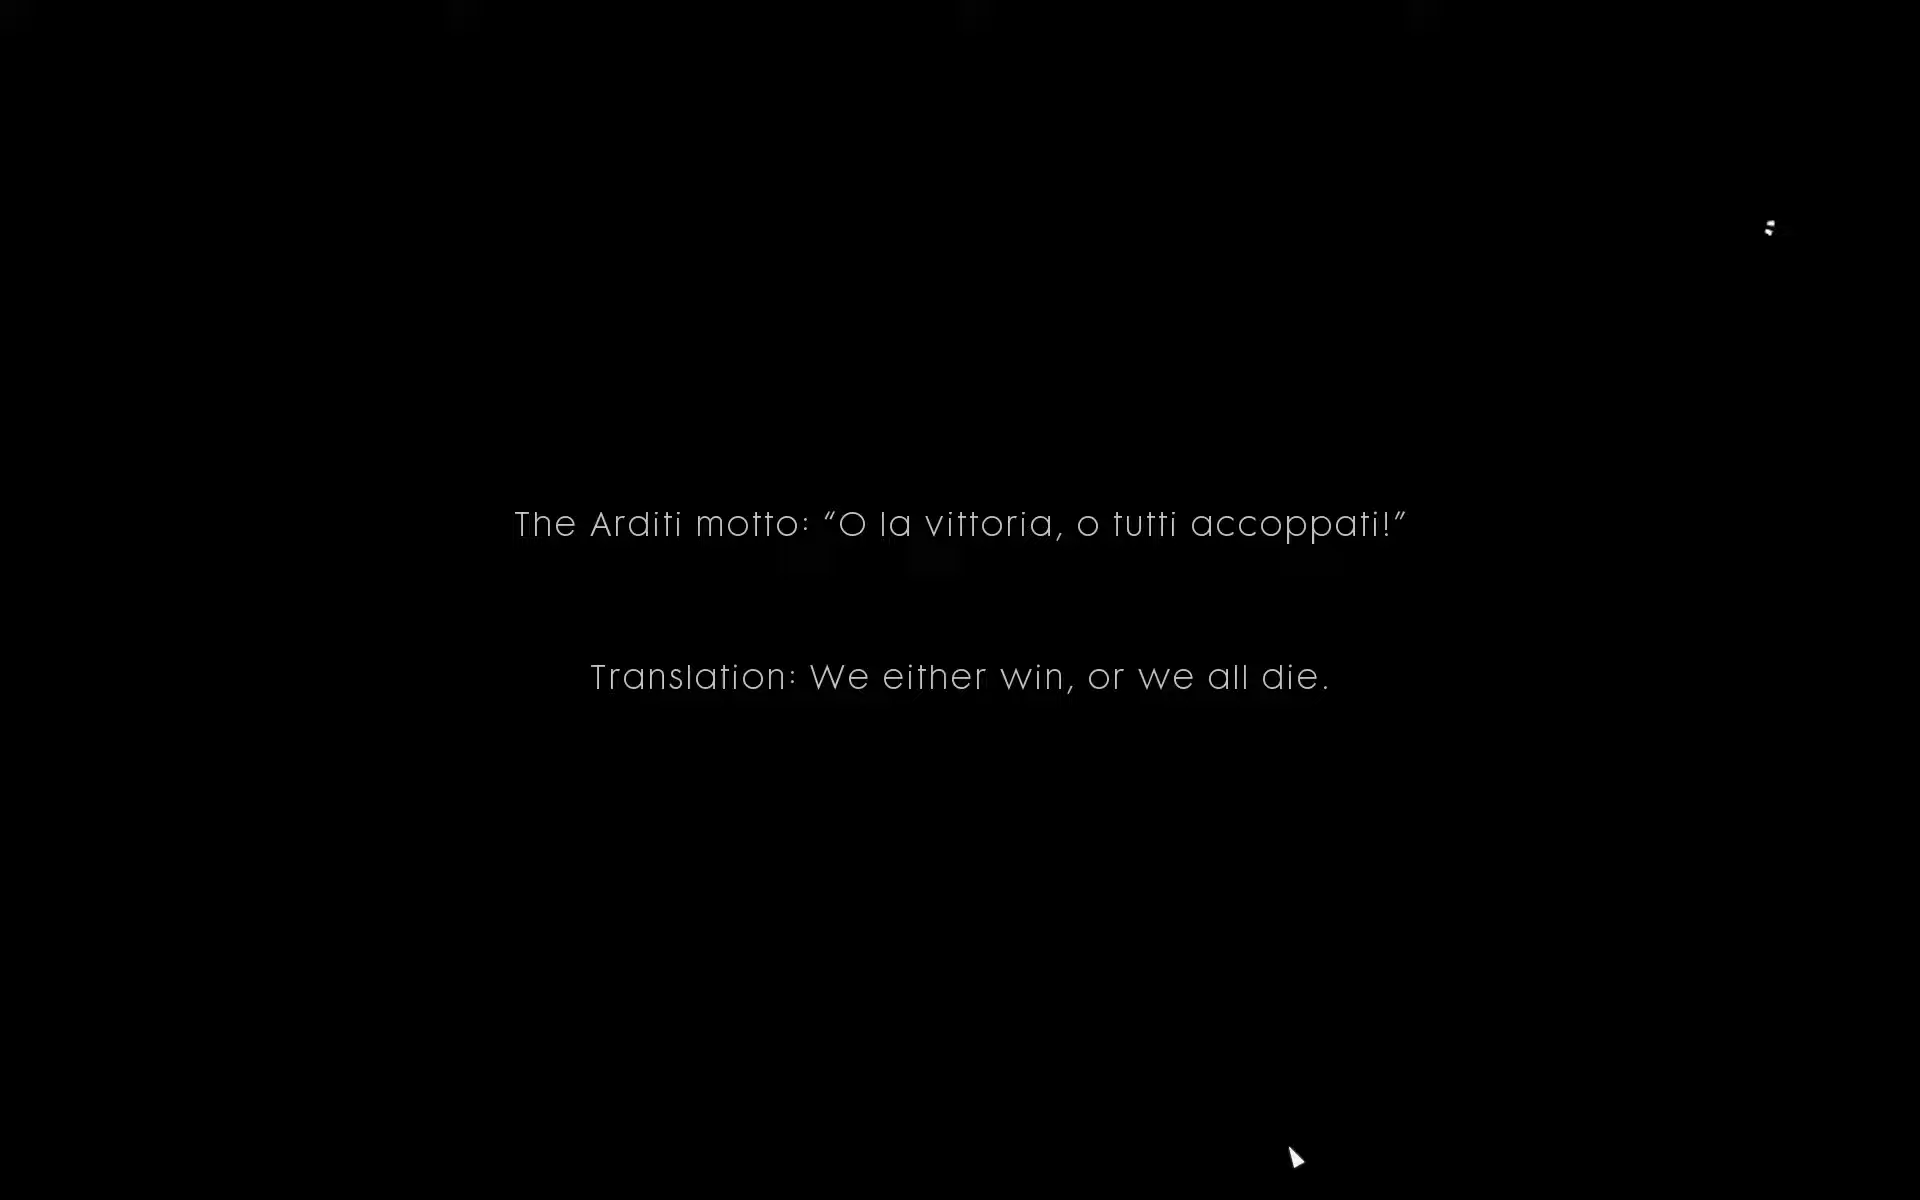 The Arditi motto: “O la vittoria, o tutti accoppati!”
Translation: We either win, or we all die.